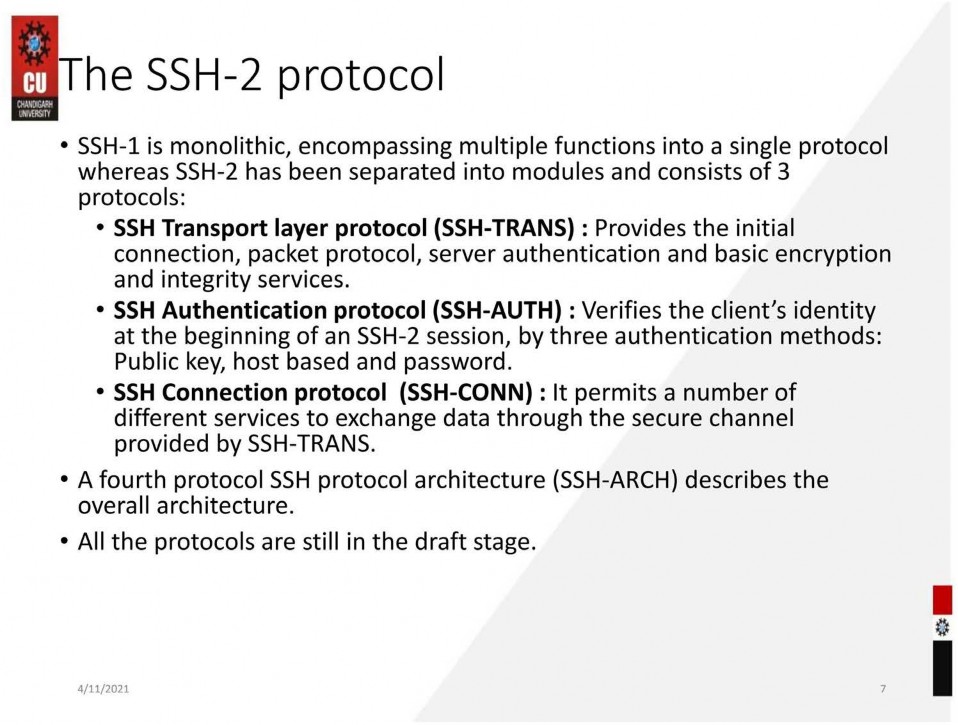 CU
CHANDIGARH
UNIVERSITY
The SSH-2 protocol
• SSH-1 is monolithic, encompassing multiple functions into a single protocol
whereas SSH-2 has been separated into modules and consists of 3
protocols:
• SSH Transport layer protocol (SSH-TRANS) : Provides the initial
connection, packet protocol, server authentication and basic encryption
and integrity services.
• SSH Authentication protocol (SSH-AUTH) : Verifies the client’s identity
at the beginning of an SSH-2 session, by three authentication methods:
Public key, host based and password.
• SSH Connection protocol (SSH-CONN) : It permits a number of
different services to exchange data through the secure channel
provided by SSH-TRANS.
• A fourth protocol SSH protocol architecture (SSH-ARCH) describes the
overall architecture.
• All the protocols are still in the draft stage.
4/11/2021
7